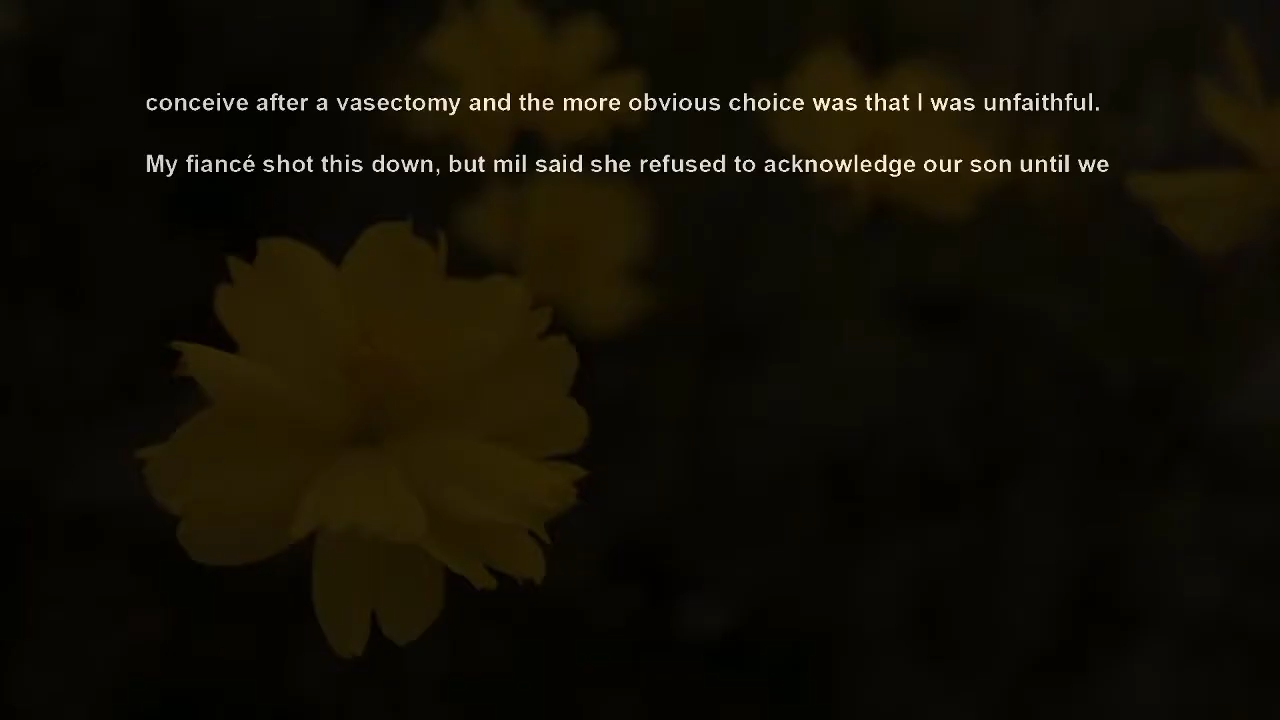 conceive after a vasectomy and the more obvious choice was that I was unfaithful.
My fiancé shot this down, but mil said she refused to acknowledge our son until we